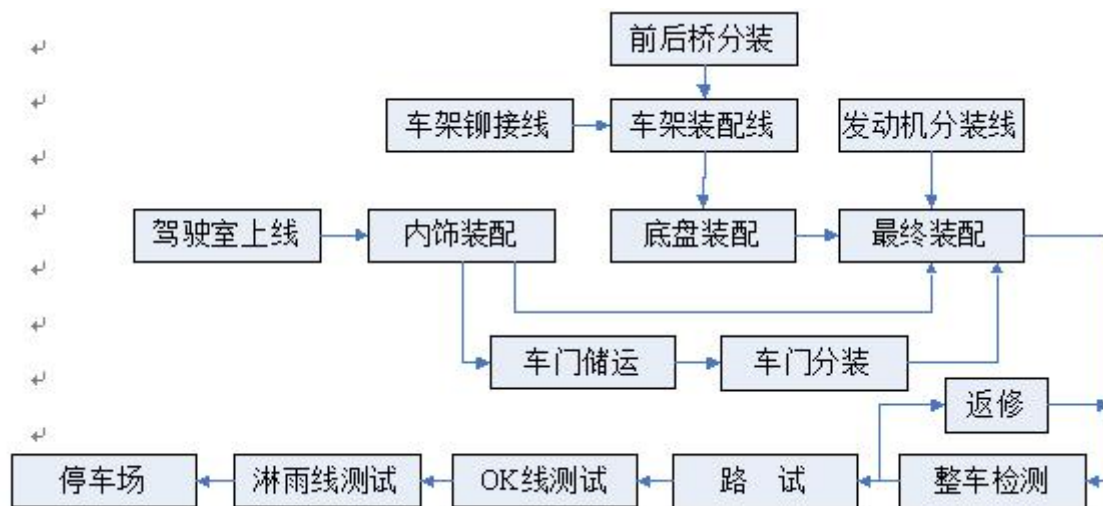 前后桥分装
车架铆接线
车架装配线
发动机分装线
驾驶室上线
内饰装配
底盘装配
最终装配
车门储运
车门分装
返修
停车场
淋雨线测试
OK线测试
路 试
整车检测